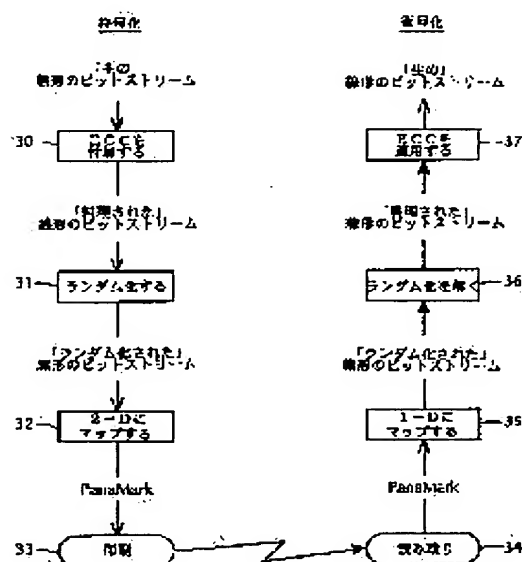 符号化
「生の」
線形のビットストリーム
30
ECCを
付加する
「処理された」
線形のビットストリーム
31
ランダム化する
「ランダム化された」
線形のビットストリーム
32
2-Dに
マップする
PanaMark
33
印刷
復号化
「生の」
線形のビットストリーム
ECCを
適用する
37
「処理された」
線形のビットストリーム
ランダム化を解く
36
「ランダム化された」
線形のビットストリーム
1-Dに
マップする
35
PanaMark
読み取り
34